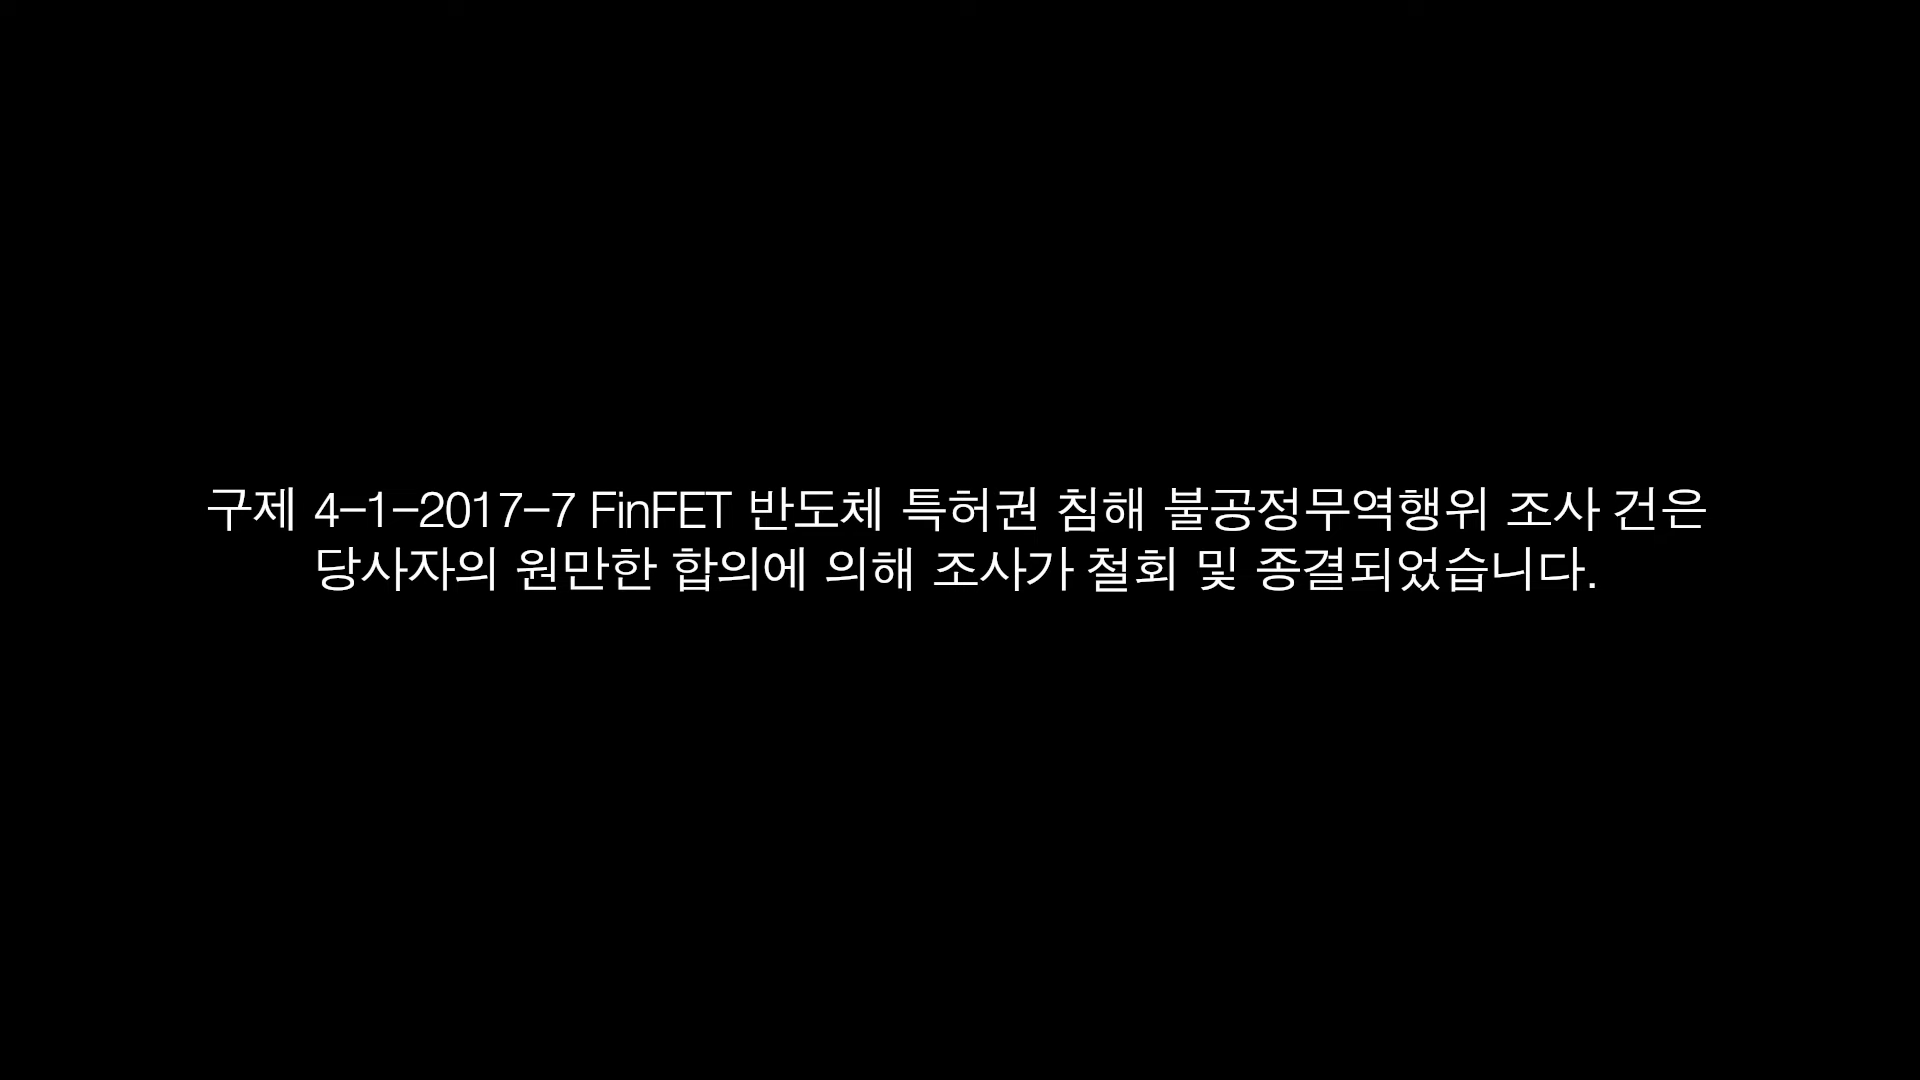 구제 4-1-2017-7 FinFET 반도체 특허권 침해 불공정무역행위 조사 건은
당사자의 원만한 합의에 의해 조사가 철회 및 종결되었습니다.